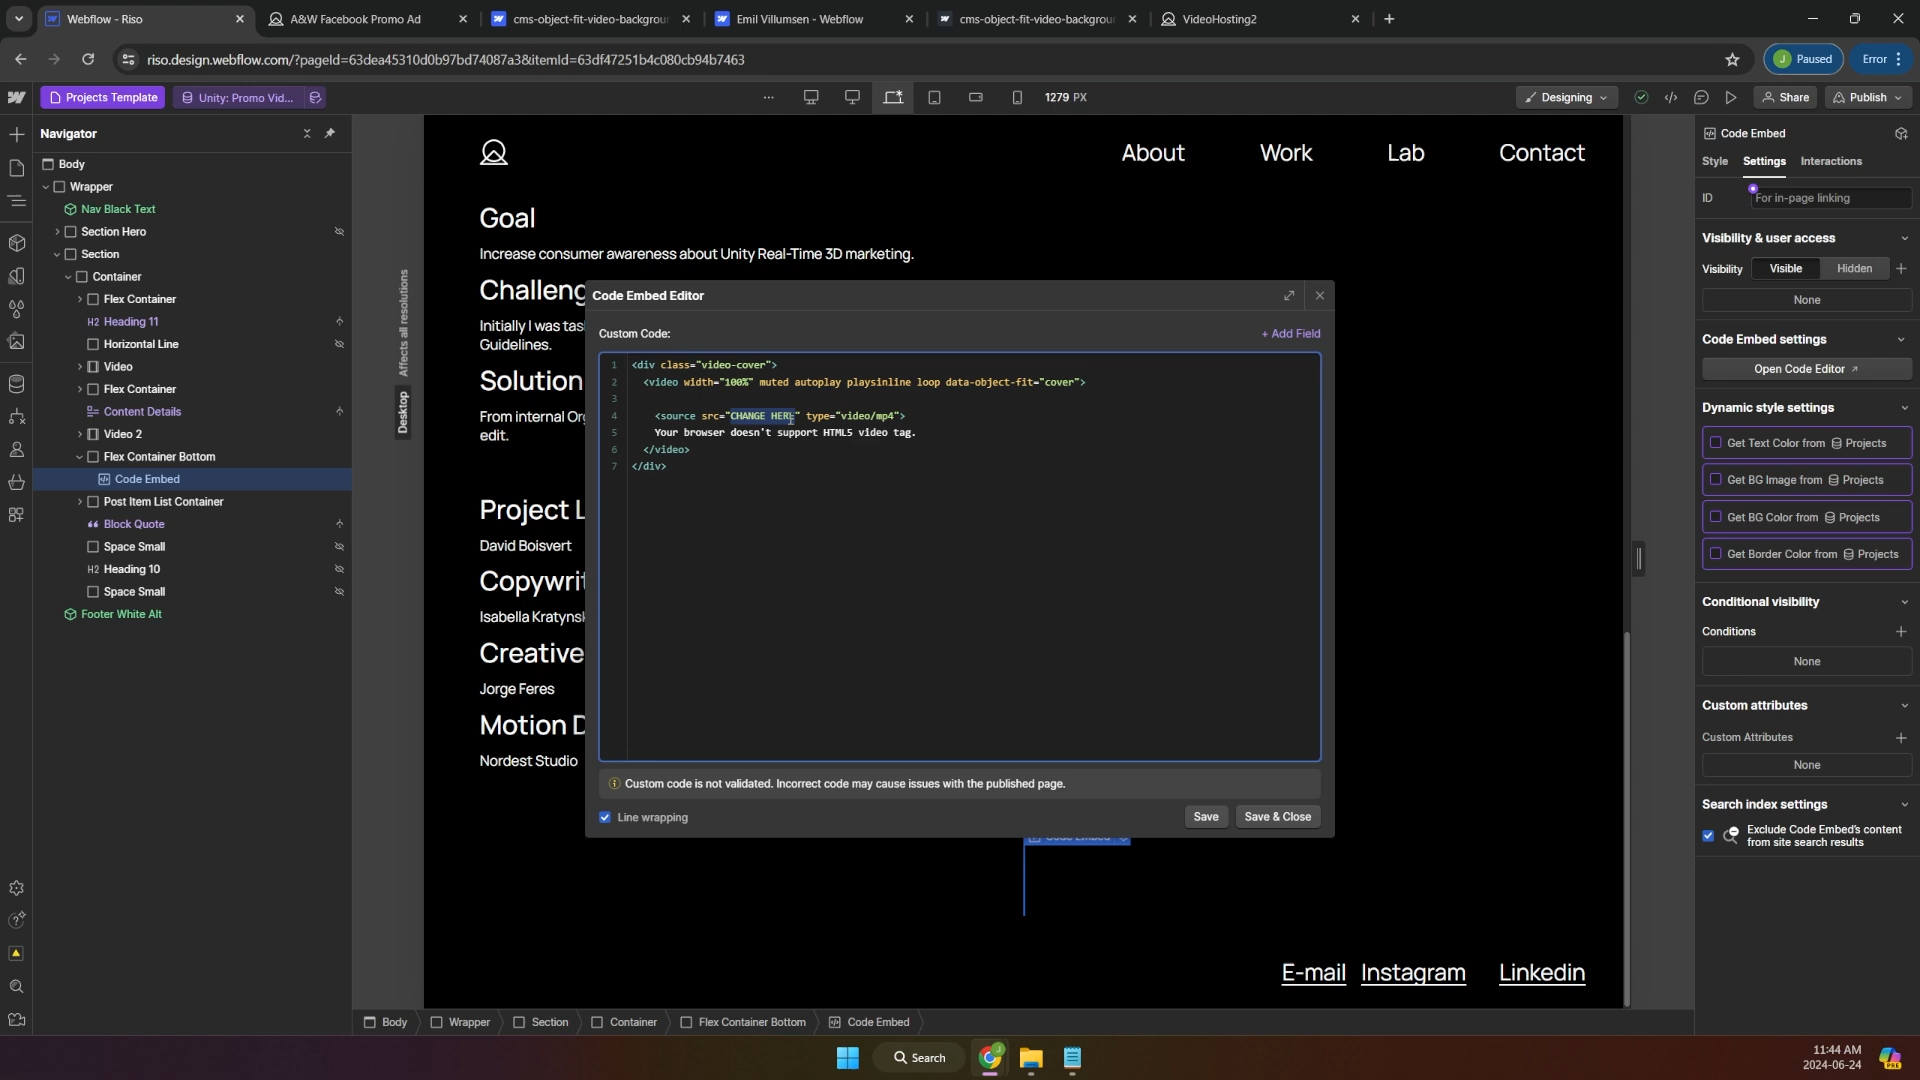 Webflow - Riso
A&W Facebook Promo Ad
cms-object-fit-video-backgrour
Emil Villumsen - Webflow
cms-object-fit-video-backgrour
VideoHosting2
riso.design.webflow.com/?pageId=63dea45310d0b97bd74087a3&itemId=63df47251b4c080cb94b7463
J Paused
Error
Projects Template
Unity: Promo Vid...
1279 PX
Designing
Share
Publish
Navigator
Body
Wrapper
Nav Black Text
Section Hero
Section
Container
Flex Container
H2 Heading 11
Horizontal Line
Video
Flex Container
Content Details
Video 2
Flex Container Bottom
Code Embed
Post Item List Container
Block Quote
Space Small
H2 Heading 10
Space Small
Footer White Alt
Affects all resolutions
Desktop
About
Work
Lab
Contact
Goal
Increase consumer awareness about Unity Real-Time 3D marketing.
Challeng
Initially I was tas
Guidelines.
Solution
From internal Org
edit.
Project L
David Boisvert
Copywrit
Isabella Kratynsk
Creative
Jorge Feres
Motion D
Nordest Studio
Code Embed Editor
Custom Code:
+ Add Field
1 <div class="video-cover">
2 <video width="100%" muted autoplay playsinline loop data-object-fit="cover">
3
4 <source src="CHANGE HERE" type="video/mp4">
5 Your browser doesn't support HTML5 video tag.
6 </video>
7 </div>
Custom code is not validated. Incorrect code may cause issues with the published page.
Line wrapping
Save
Save & Close
Code Embed
E-mail
Instagram
Linkedin
Body
Wrapper
Section
Container
Flex Container Bottom
Code Embed
Code Embed
Style
Settings
Interactions
ID
For in-page linking
Visibility & user access
Visibility
Visible
Hidden
None
Code Embed settings
Open Code Editor
Dynamic style settings
Get Text Color from Projects
Get BG Image from Projects
Get BG Color from Projects
Get Border Color from Projects
Conditional visibility
Conditions
None
Custom attributes
Custom Attributes
None
Search index settings
Exclude Code Embed's content
from site search results
Search
11:44 AM
2024-06-24